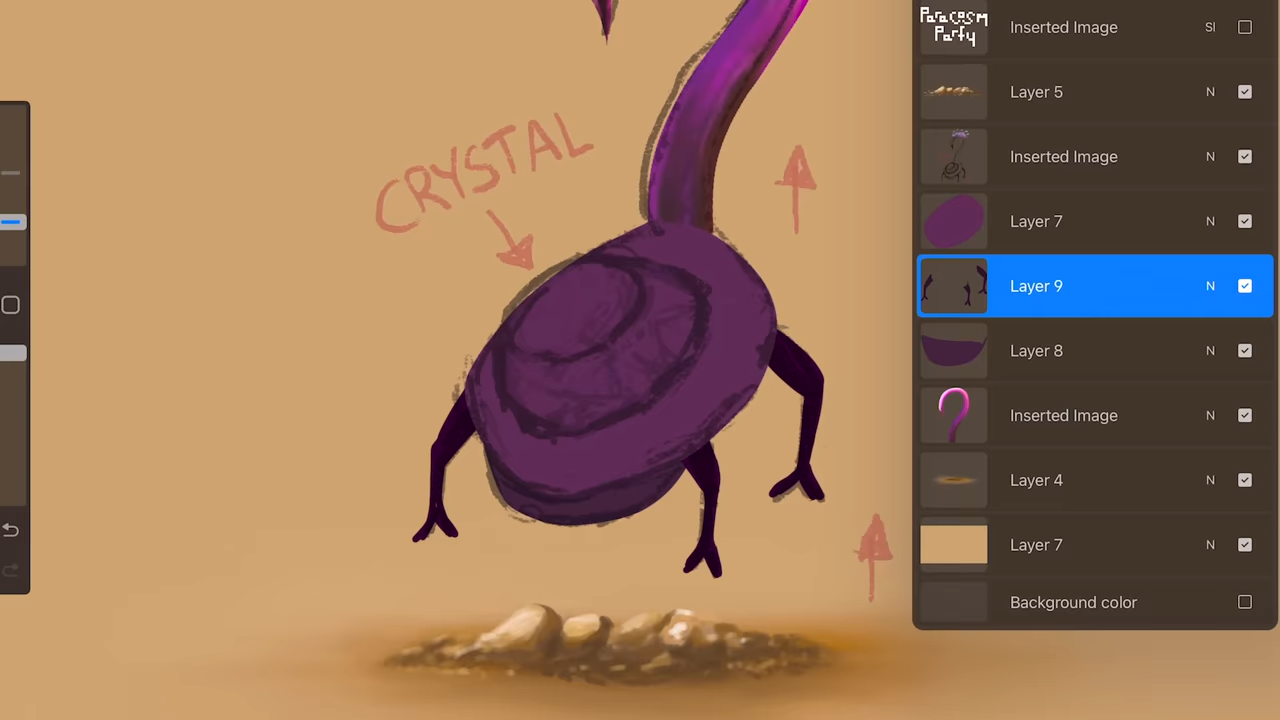 CRYSTAL
Paracosm
Party
Inserted Image
SI
Layer 5
N
Inserted Image
N
Layer 7
N
Layer 9
N
Layer 8
N
Inserted Image
N
Layer 4
N
Layer 7
N
Background color